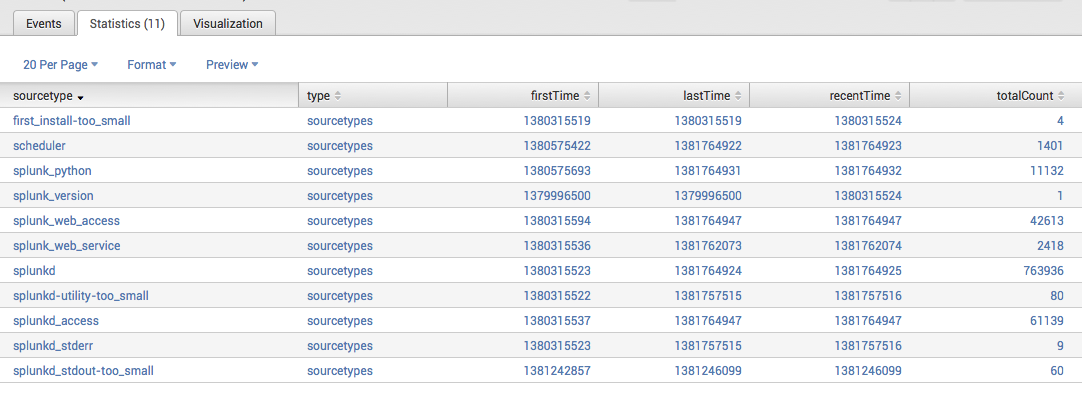 Events Statistics (11) Visualization
20 Per Page Format Preview
sourcetype type firstTime lastTime recentTime totalCount
first_install-too_small sourcetypes 1380315519 1380315519 1380315524 4
scheduler sourcetypes 1380575422 1381764922 1381764923 1401
splunk_python sourcetypes 1380575693 1381764931 1381764932 11132
splunk_version sourcetypes 1379996500 1379996500 1380315524 1
splunk_web_access sourcetypes 1380315594 1381764947 1381764947 42613
splunk_web_service sourcetypes 1380315536 1381762073 1381762074 2418
splunkd sourcetypes 1380315523 1381764924 1381764925 763936
splunkd-utility-too_small sourcetypes 1380315522 1381757515 1381757516 80
splunkd_access sourcetypes 1380315537 1381764947 1381764947 61139
splunkd_stderr sourcetypes 1380315523 1381757515 1381757516 9
splunkd_stdout-too_small sourcetypes 1381242857 1381246099 1381246099 60